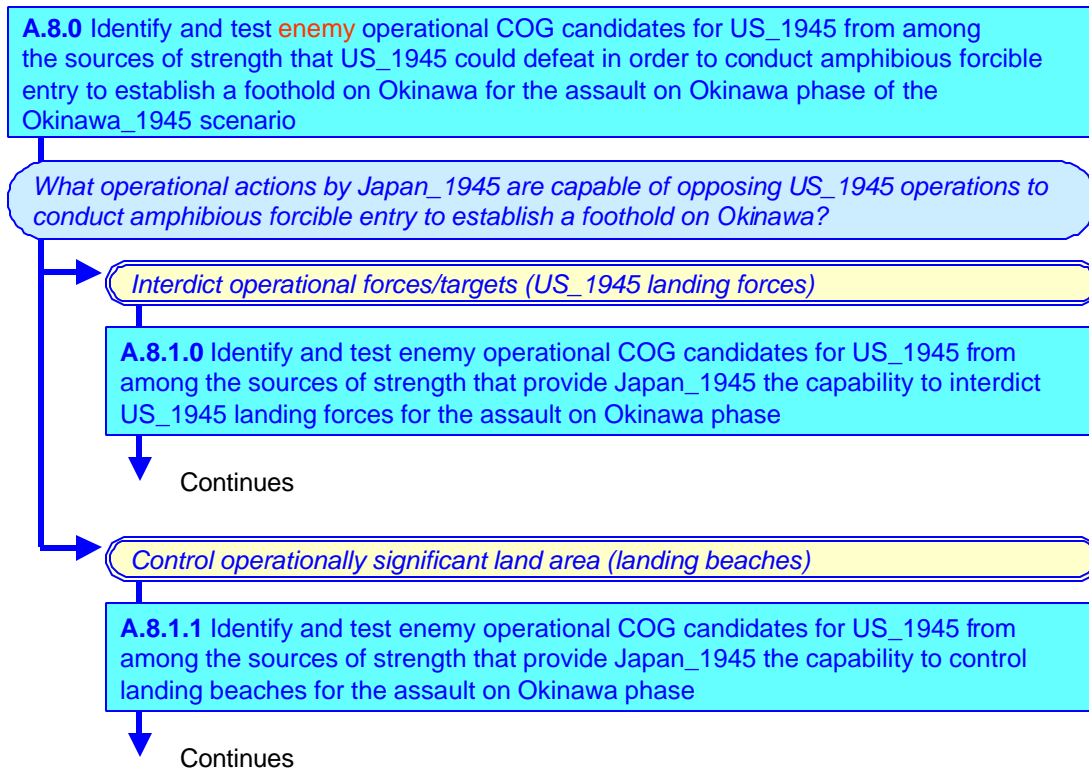 A.8.0 Identify and test enemy operational COG candidates for US_1945 from among
the sources of strength that US_1945 could defeat in order to conduct amphibious forcible
entry to establish a foothold on Okinawa for the assault on Okinawa phase of the
Okinawa_1945 scenario
What operational actions by Japan_1945 are capable of opposing US_1945 operations to
conduct amphibious forcible entry to establish a foothold on Okinawa?
Interdict operational forces/targets (US_1945 landing forces)
A.8.1.0 Identify and test enemy operational COG candidates for US_1945 from
among the sources of strength that provide Japan_1945 the capability to interdict
US_1945 landing forces for the assault on Okinawa phase
Continues
Control operationally significant land area (landing beaches)
A.8.1.1 Identify and test enemy operational COG candidates for US_1945 from
among the sources of strength that provide Japan_1945 the capability to control
landing beaches for the assault on Okinawa phase
Continues